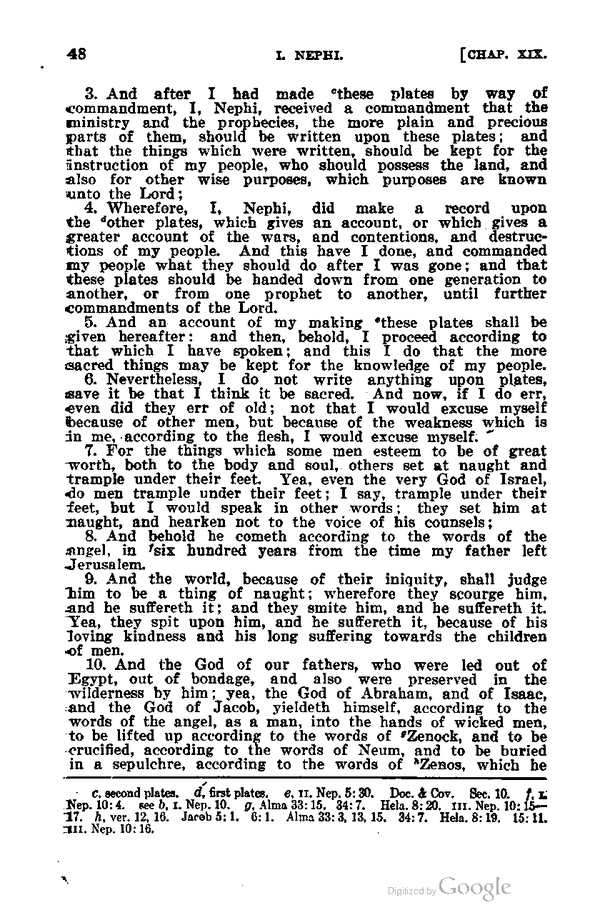 48 I. NEPHI. [CHAP. XIX.
3. And after I had made ᶜthese plates by way of
commandment, I, Nephi, received a commandment that the
ministry and the prophecies, the more plain and precious
parts of them, should be written upon these plates; and
that the things which were written, should be kept for the
instruction of my people, who should possess the land, and
also for other wise purposes, which purposes are known
unto the Lord;
4. Wherefore, I, Nephi, did make a record upon
the ᵈother plates, which gives an account, or which gives a
greater account of the wars, and contentions, and destruc-
tions of my people. And this have I done, and commanded
my people what they should do after I was gone; and that
these plates should be handed down from one generation to
another, or from one prophet to another, until further
commandments of the Lord.
5. And an account of my making ᵉthese plates shall be
given hereafter: and then, behold, I proceed according to
that which I have spoken; and this I do that the more
sacred things may be kept for the knowledge of my people.
6. Nevertheless, I do not write anything upon plates,
save it be that I think it be sacred. And now, if I do err,
even did they err of old; not that I would excuse myself
because of other men, but because of the weakness which is
in me, according to the flesh, I would excuse myself.
7. For the things which some men esteem to be of great
worth, both to the body and soul, others set at naught and
trample under their feet. Yea, even the very God of Israel,
do men trample under their feet; I say, trample under their
feet, but I would speak in other words; they set him at
naught, and hearken not to the voice of his counsels;
8. And behold he cometh according to the words of the
angel, in ᶠsix hundred years from the time my father left
Jerusalem.
9. And the world, because of their iniquity, shall judge
him to be a thing of naught; wherefore they scourge him,
and he suffereth it; and they smite him, and he suffereth it.
Yea, they spit upon him, and he suffereth it, because of his
loving kindness and his long suffering towards the children
of men.
10. And the God of our fathers, who were led out of
Egypt, out of bondage, and also were preserved in the
wilderness by him; yea, the God of Abraham, and of Isaac,
and the God of Jacob, yieldeth himself, according to the
words of the angel, as a man, into the hands of wicked men,
to be lifted up according to the words of ᵍZenock, and to be
crucified, according to the words of Neum, and to be buried
in a sepulchre, according to the words of ʰZenos, which he
c, second plates. d, first plates. e, II. Nep. 5:30. Doc. & Cov. Sec. 10. f, I.
Nep. 10:4. see b, I. Nep. 10. g, Alma 33:15. 34:7. Hela. 8:20. III. Nep. 10:15—
17. h, ver. 12, 16. Jacob 5:1. 6:1. Alma 33:3, 13, 15. 34:7. Hela. 8:19. 15:11.
III. Nep. 10:16.
Digitized by Google